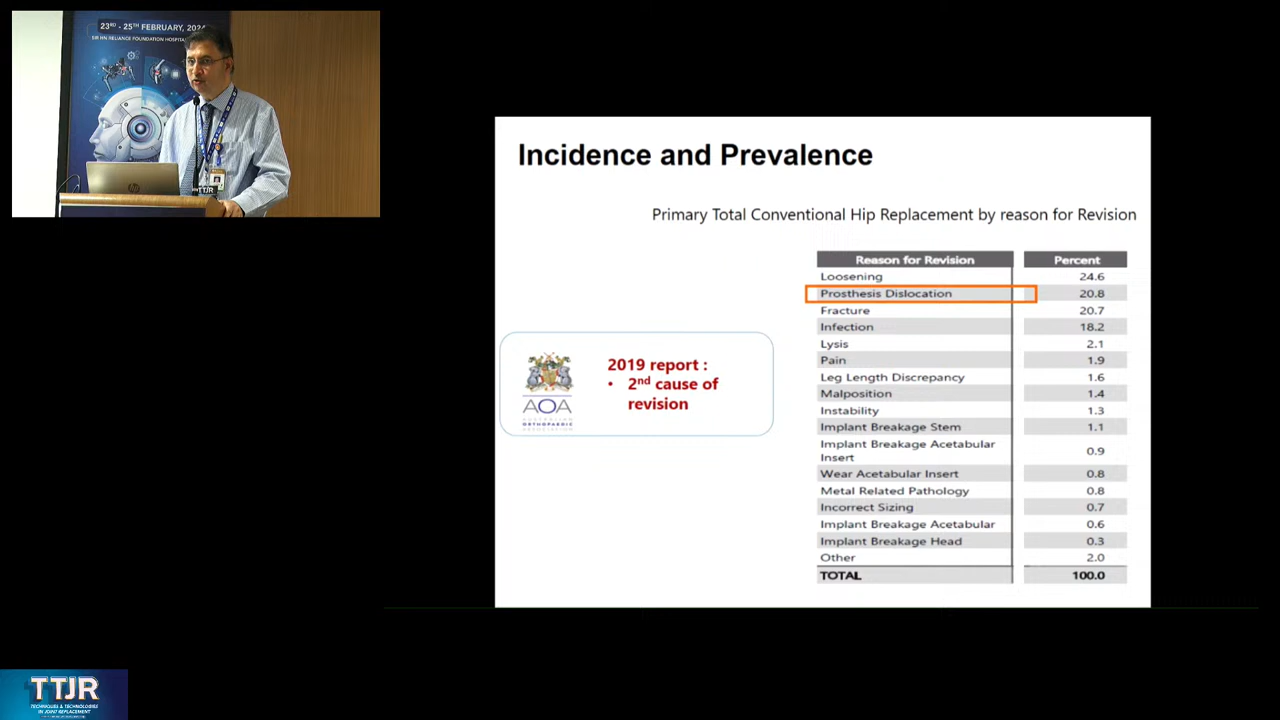 23RD - 25TH FEBRUARY, 2024
SIR HN RELIANCE FOUNDATION HOSPITAL
hp
TTJR
Incidence and Prevalence
Primary Total Conventional Hip Replacement by reason for Revision
Reason for Revision Percent
Loosening 24.6
Prosthesis Dislocation 20.8
Fracture 20.7
Infection 18.2
Lysis 2.1
Pain 1.9
Leg Length Discrepancy 1.6
Malposition 1.4
Instability 1.3
Implant Breakage Stem 1.1
Implant Breakage Acetabular
Insert 0.9
Wear Acetabular Insert 0.8
Metal Related Pathology 0.8
Incorrect Sizing 0.7
Implant Breakage Acetabular 0.6
Implant Breakage Head 0.3
Other 2.0
TOTAL 100.0
2019 report :
• 2nd cause of
revision
AOA
AUSTRALIAN
ORTHOPAEDIC
ASSOCIATION
TTJR
TECHNIQUES & TECHNOLOGIES
IN JOINT REPLACEMENT